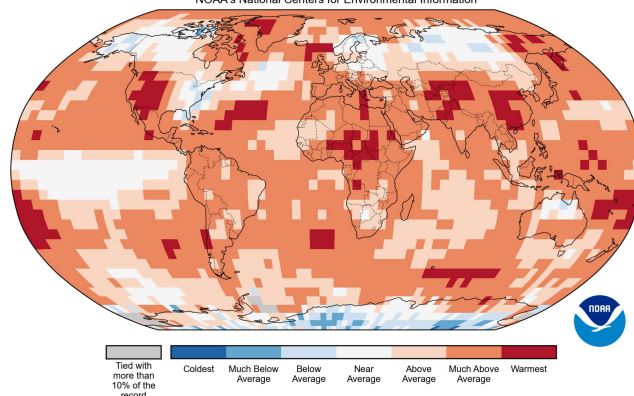 NOAA's National Centers for Environmental Information
NOAA
Tied with
more than
10% of the
record
Coldest
Much Below
Average
Below
Average
Near
Average
Above
Average
Much Above
Average
Warmest